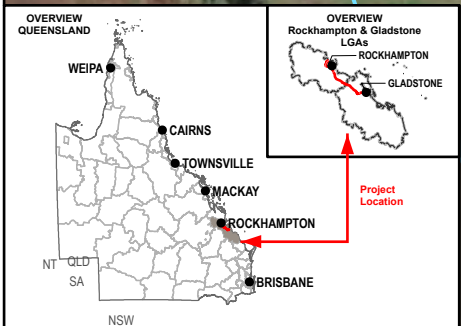 OVERVIEW
QUEENSLAND
WEIPA
CAIRNS
TOWNSVILLE
MACKAY
ROCKHAMPTON
BRISBANE
NT
QLD
SA
NSW
OVERVIEW
Rockhampton & Gladstone
LGAs
ROCKHAMPTON
GLADSTONE
Project
Location